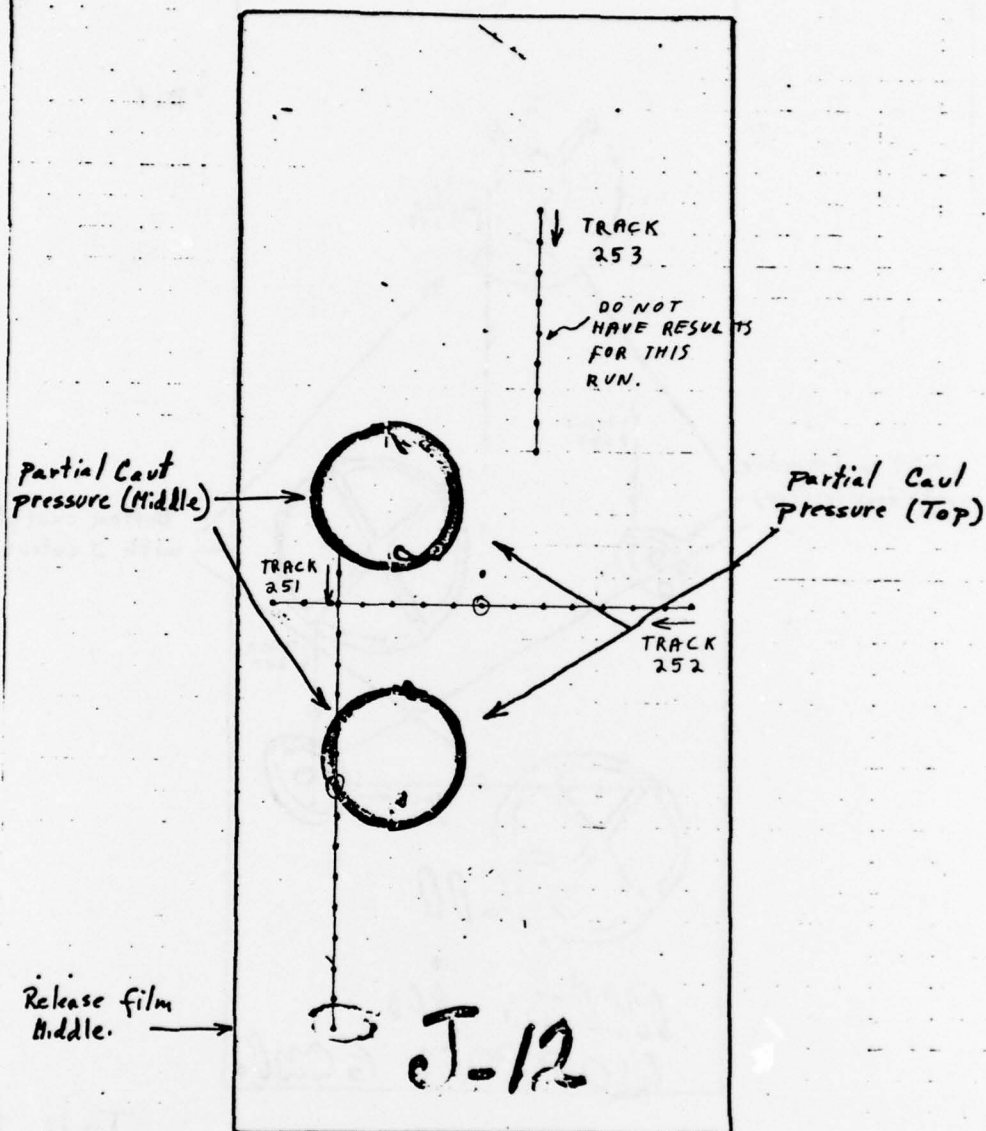 TRACK
253
DO NOT
HAVE RESULTS
FOR THIS
RUN.
partial Caut
pressure (Middle)
partial Caul
pressure (Top)
TRACK
251
TRACK
252
Release film
Middle.
J-12